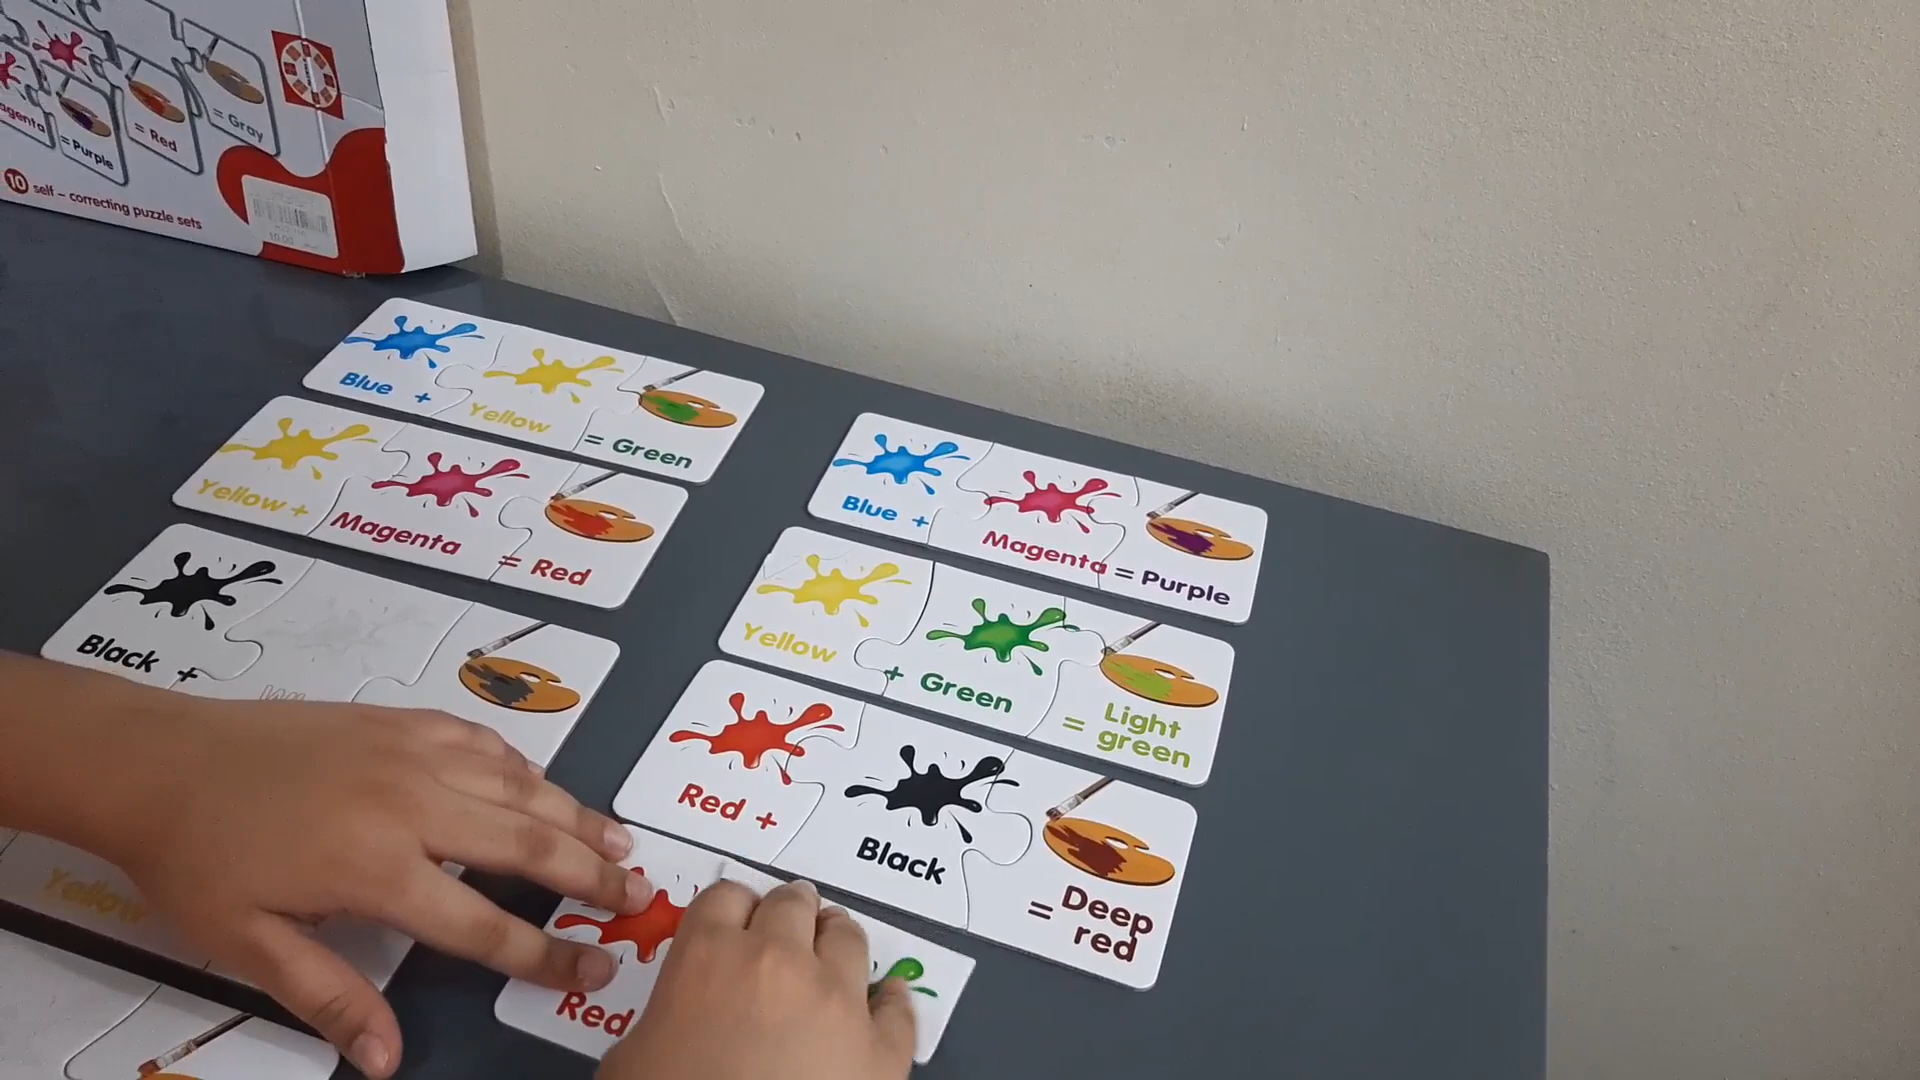 = Gray
= Red
= Purple
agenta
10 self – correcting puzzle sets
Blue +
Yellow
= Green
Yellow +
Magenta
= Red
Black +
Yellow
Blue +
Magenta
= Purple
Yellow
+ Green
= Light
green
Red +
Black
= Deep
red
Red